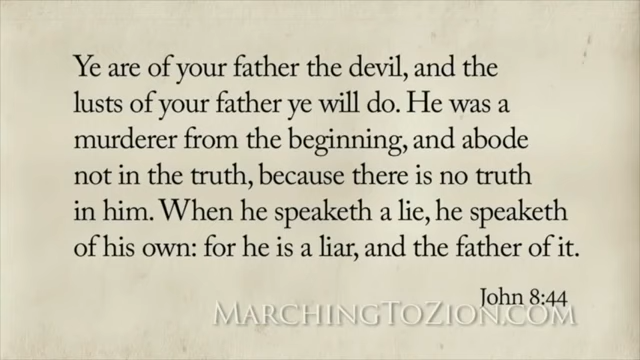 Ye are of your father the devil, and the
lusts of your father ye will do. He was a
murderer from the beginning, and abode
not in the truth, because there is no truth
in him. When he speaketh a lie, he speaketh
of his own: for he is a liar, and the father of it.
John 8:44
MARCHINGTOZION.COM